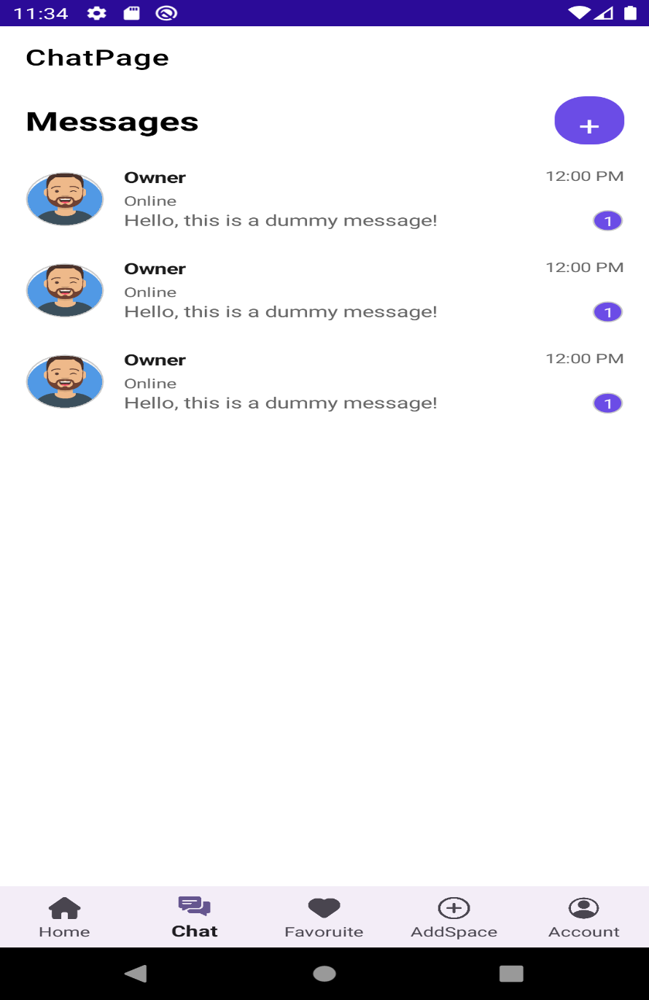 11:34
ChatPage
Messages
+
Owner
12:00 PM
Online
Hello, this is a dummy message!
1
Owner
12:00 PM
Online
Hello, this is a dummy message!
1
Owner
12:00 PM
Online
Hello, this is a dummy message!
1
Home
Chat
Favoruite
AddSpace
Account